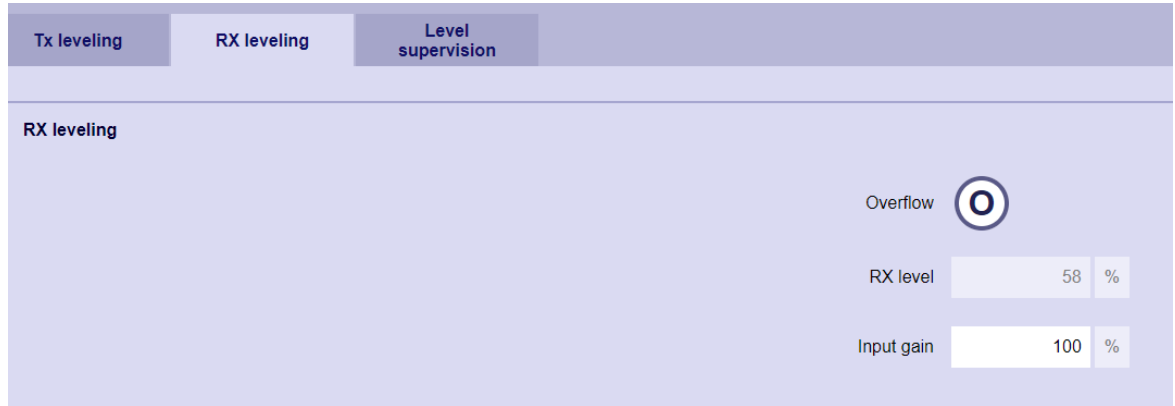 Tx leveling
RX leveling
Level
supervision
RX leveling
Overflow O
RX level 58 %
Input gain 100 %